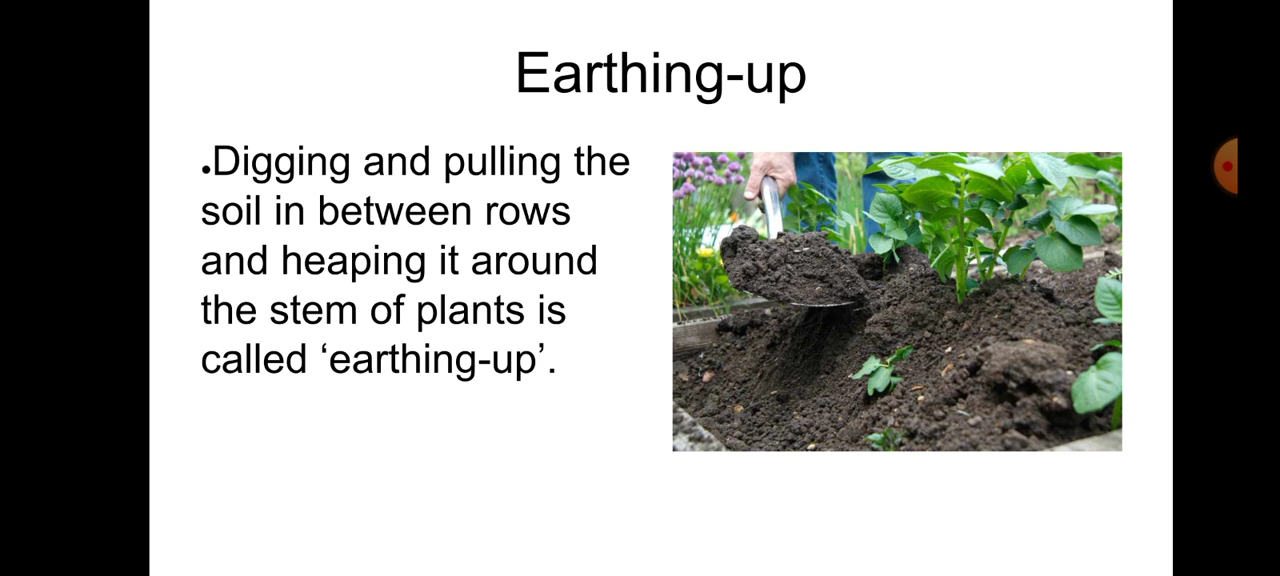 Earthing-up
•Digging and pulling the
soil in between rows
and heaping it around
the stem of plants is
called ‘earthing-up’.